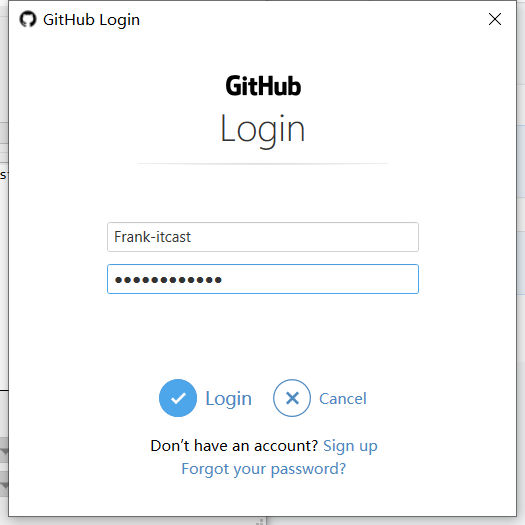 GitHub Login
GitHub
Login
Frank-itcast
●●●●●●●●●●●●
Login Cancel
Don’t have an account? Sign up
Forgot your password?